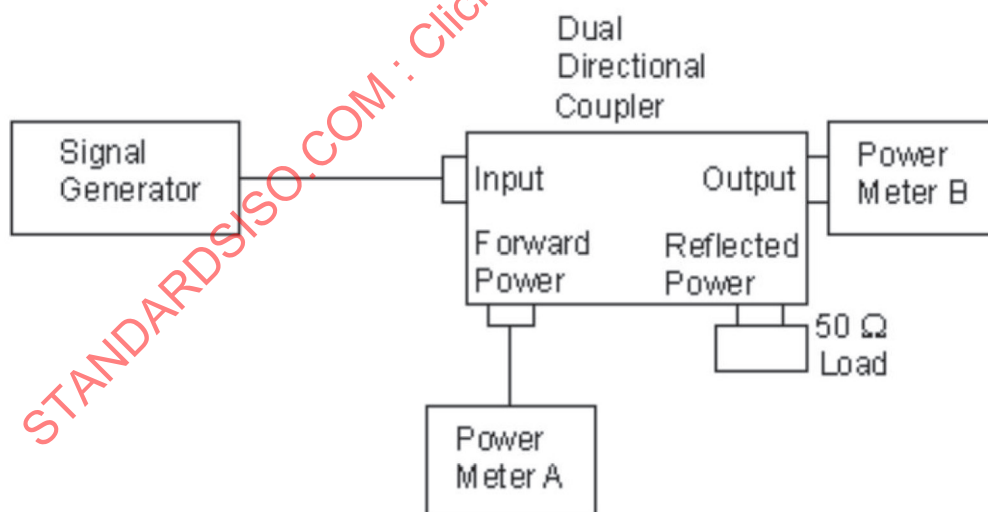 Dual
Directional
Coupler
Signal
Generator
Input
Output
Power
Meter B
Forward
Power
Reflected
Power
50 Ω
Load
Power
Meter A
STANDARDSISO.COM : Clic